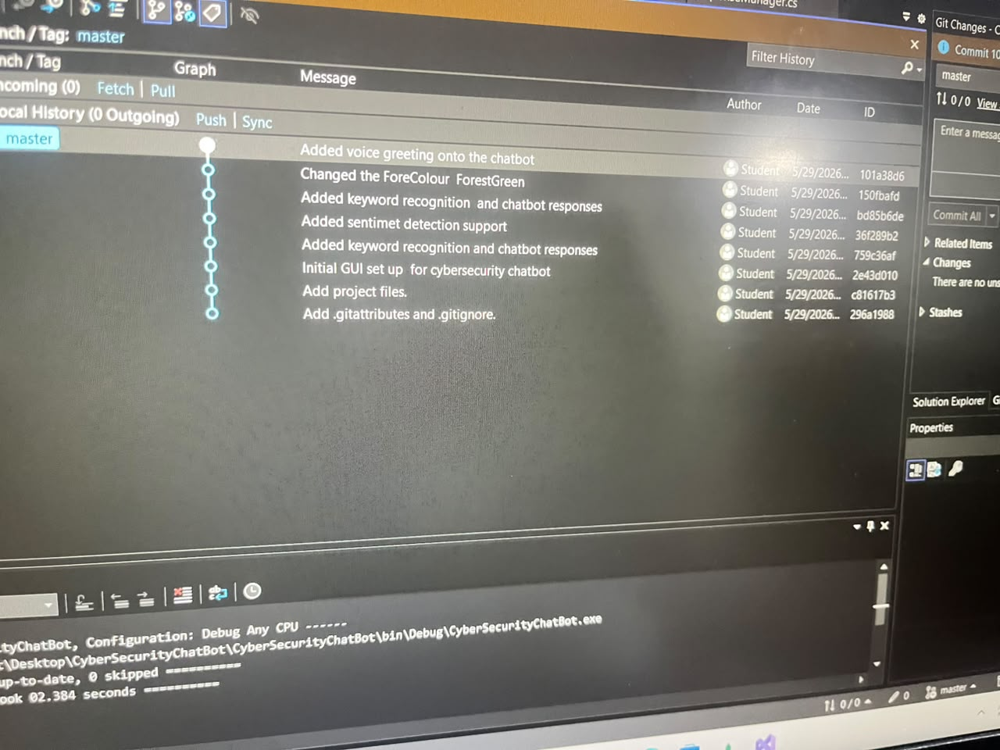 Manager.cs
nch / Tag: master
Filter History
nch / Tag Graph Message Author Date ID
ncoming (0) Fetch | Pull
ocal History (0 Outgoing) Push | Sync
master Added voice greeting onto the chatbot Student 5/29/2026... 101a38d6
Changed the ForeColour  ForestGreen Student 5/29/2026... 150fbafd
Added keyword recognition  and chatbot responses Student 5/29/2026... bd85b6de
Added sentimet detection support Student 5/29/2026... 36f289b2
Added keyword recognition and chatbot responses Student 5/29/2026... 759c36af
Initial GUI set up  for cybersecurity chatbot Student 5/29/2026... 2e43d010
Add project files. Student 5/29/2026... c81617b3
Add .gitattributes and .gitignore. Student 5/29/2026... 296a1988
Git Changes - C
Commit 10
master
0 / 0 View
Enter a messag
Commit All
Related Items
Changes
There are no uns
Stashes
Solution Explorer G
Properties
tyChatBot, Configuration: Debug Any CPU ------
t\Desktop\CyberSecurityChatBot\CyberSecurityChatBot\bin\Debug\CyberSecurityChatBot.exe
up-to-date, 0 skipped ==========
ook 02.384 seconds ==========
0 / 0 0 master